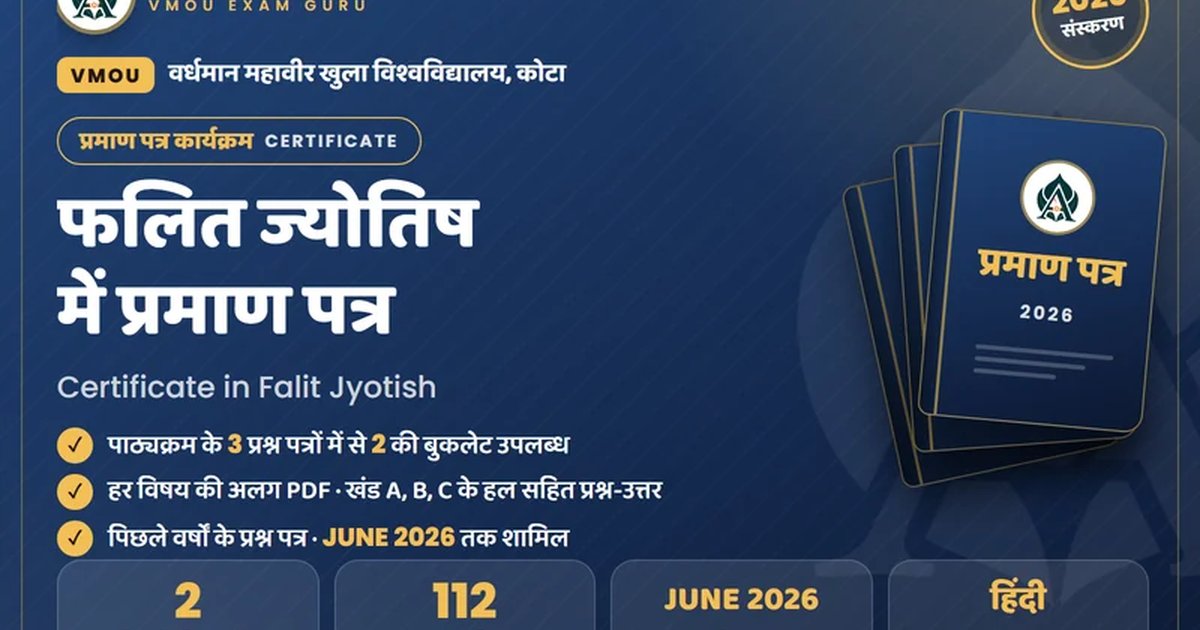 VMOU EXAM GURU
2026
संस्करण
VMOU वर्धमान महावीर खुला विश्वविद्यालय, कोटा
प्रमाण पत्र कार्यक्रम CERTIFICATE
फलित ज्योतिष
में प्रमाण पत्र
Certificate in Falit Jyotish
✓ पाठ्यक्रम के 3 प्रश्न पत्रों में से 2 की बुकलेट उपलब्ध
✓ हर विषय की अलग PDF · खंड A, B, C के हल सहित प्रश्न-उत्तर
✓ पिछले वर्षों के प्रश्न पत्र · JUNE 2026 तक शामिल
प्रमाण पत्र
2026
2
112
JUNE 2026
हिंदी